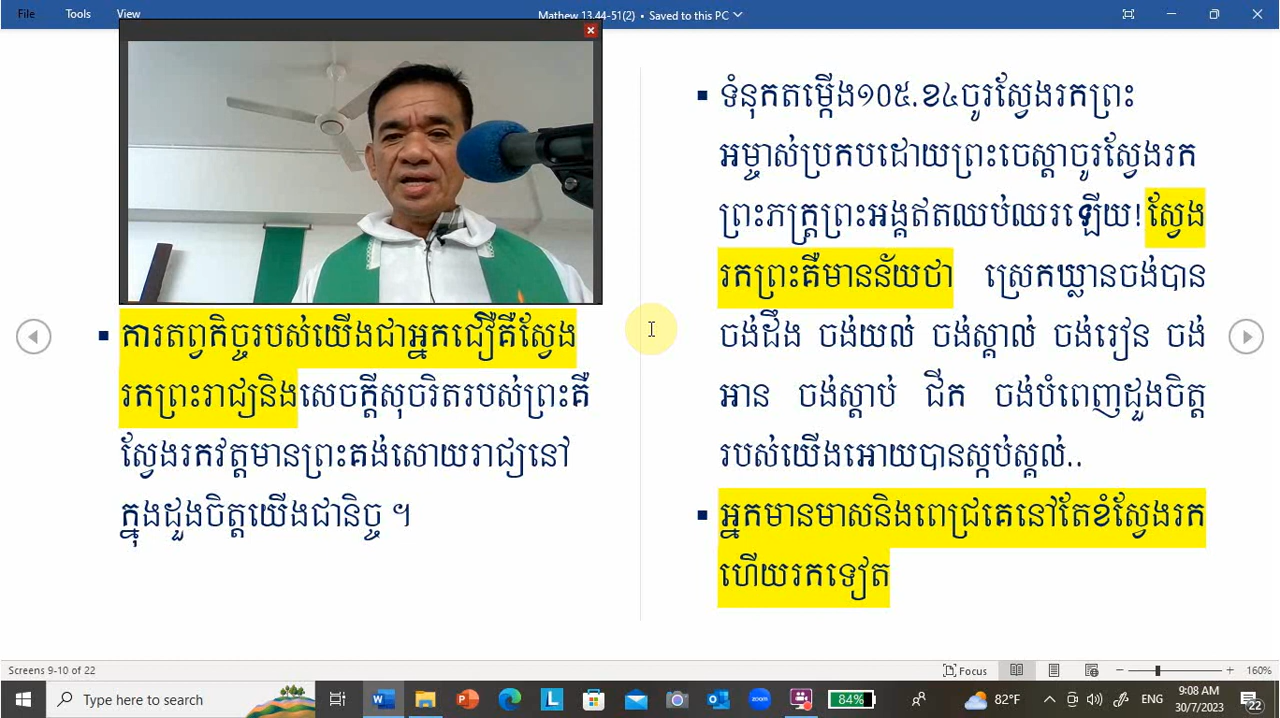 File Tools View Mathew 13.44-51(2) • Saved to this PC
ការតព្វកិច្ចរបស់យើងជាអ្នកជឿគឺស្វែង
រកព្រះរាជ្យនិងសេចក្តីសុចរិតរបស់ព្រះគឺ
ស្វែងរកវត្តមានព្រះគង់សោយរាជ្យនៅ
ក្នុងដួងចិត្តយើងជានិច្ច ។
ទំនុកតម្កើង១០៥.ខ៤ចូរស្វែងរកព្រះ
អម្ចាស់ប្រកបដោយព្រះចេស្តាចូរស្វែងរក
ព្រះភក្ត្រព្រះអង្គឥតឈប់ឈរឡើយ! ស្វែង
រកព្រះគឺមានន័យថា ស្រេកឃ្លានចង់បាន
ចង់ដឹង ចង់យល់ ចង់ស្គាល់ ចង់រៀន ចង់
អាន ចង់ស្តាប់ ជីក ចង់បំពេញដួងចិត្ត
របស់យើងអោយបានស្កប់ស្កល់..
អ្នកមានមាសនិងពេជ្រគេនៅតែខំស្វែងរក
ហើយរកទៀត
Screens 9-10 of 22 Focus 160%
Type here to search 84% 82°F ENG 9:08 AM
30/7/2023 22